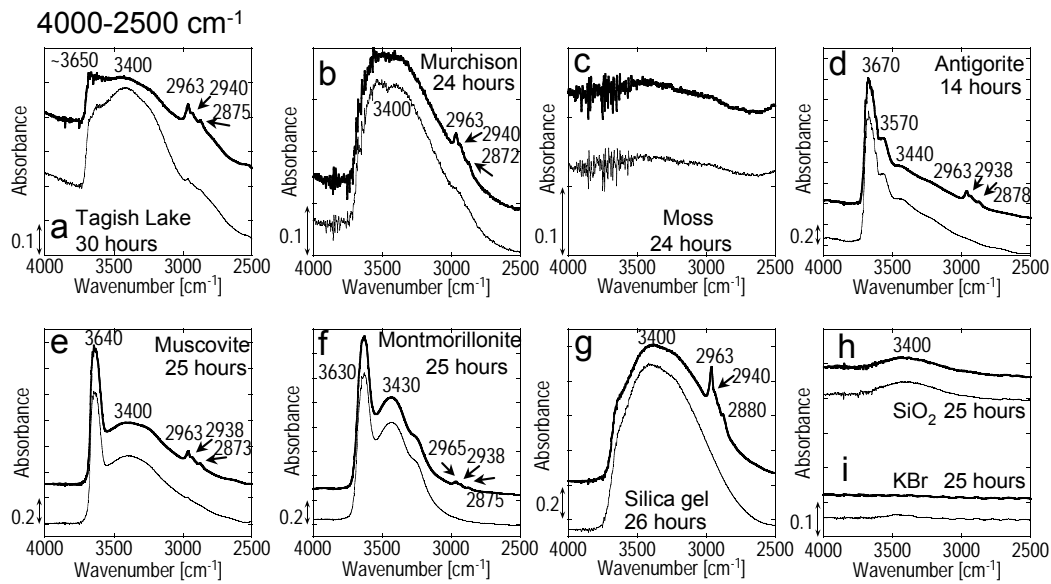 4000-2500 cm-1
a
Tagish Lake
30 hours
~3650
3400
2963
2940
2875
0.1
Absorbance
4000 3500 3000 2500
Wavenumber [cm-1]
b
Murchison
24 hours
3400
2963
2940
2872
0.1
Absorbance
4000 3500 3000 2500
Wavenumber [cm-1]
c
Moss
24 hours
0.1
Absorbance
4000 3500 3000 2500
Wavenumber [cm-1]
d
Antigorite
14 hours
3670
3570
3440
2963
2938
2878
0.2
Absorbance
4000 3500 3000 2500
Wavenumber [cm-1]
e
Muscovite
25 hours
3640
3400
2963
2938
2873
0.2
Absorbance
4000 3500 3000 2500
Wavenumber [cm-1]
f
Montmorillonite
25 hours
3630
3430
2965
2938
2875
0.2
Absorbance
4000 3500 3000 2500
Wavenumber [cm-1]
g
Silica gel
26 hours
3400
2963
2940
2880
0.2
Absorbance
4000 3500 3000 2500
Wavenumber [cm-1]
h
3400
SiO2 25 hours
i
KBr 25 hours
0.1
Absorbance
4000 3500 3000 2500
Wavenumber [cm-1]